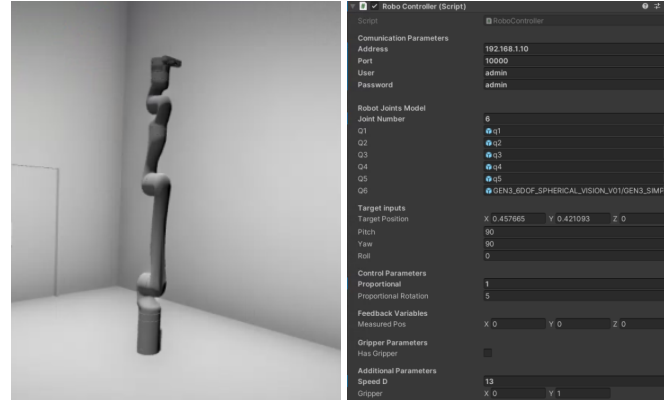 Robo Controller (Script)
Script RoboController
Comunication Parameters
Address 192.168.1.10
Port 10000
User admin
Password admin
Robot Joints Model
Joint Number 6
Q1 q1
Q2 q2
Q3 q3
Q4 q4
Q5 q5
Q6 GEN3_6DOF_SPHERICAL_VISION_V01/GEN3_SIMP
Target inputs
Target Position X 0.457665 Y 0.421093 Z 0
Pitch 90
Yaw 90
Roll 0
Control Parameters
Proportional 1
Proportional Rotation 5
Feedback Variables
Measured Pos X 0 Y 0 Z 0
Gripper Parameters
Has Gripper
Additional Parameters
Speed D 13
Gripper X 0 Y 1